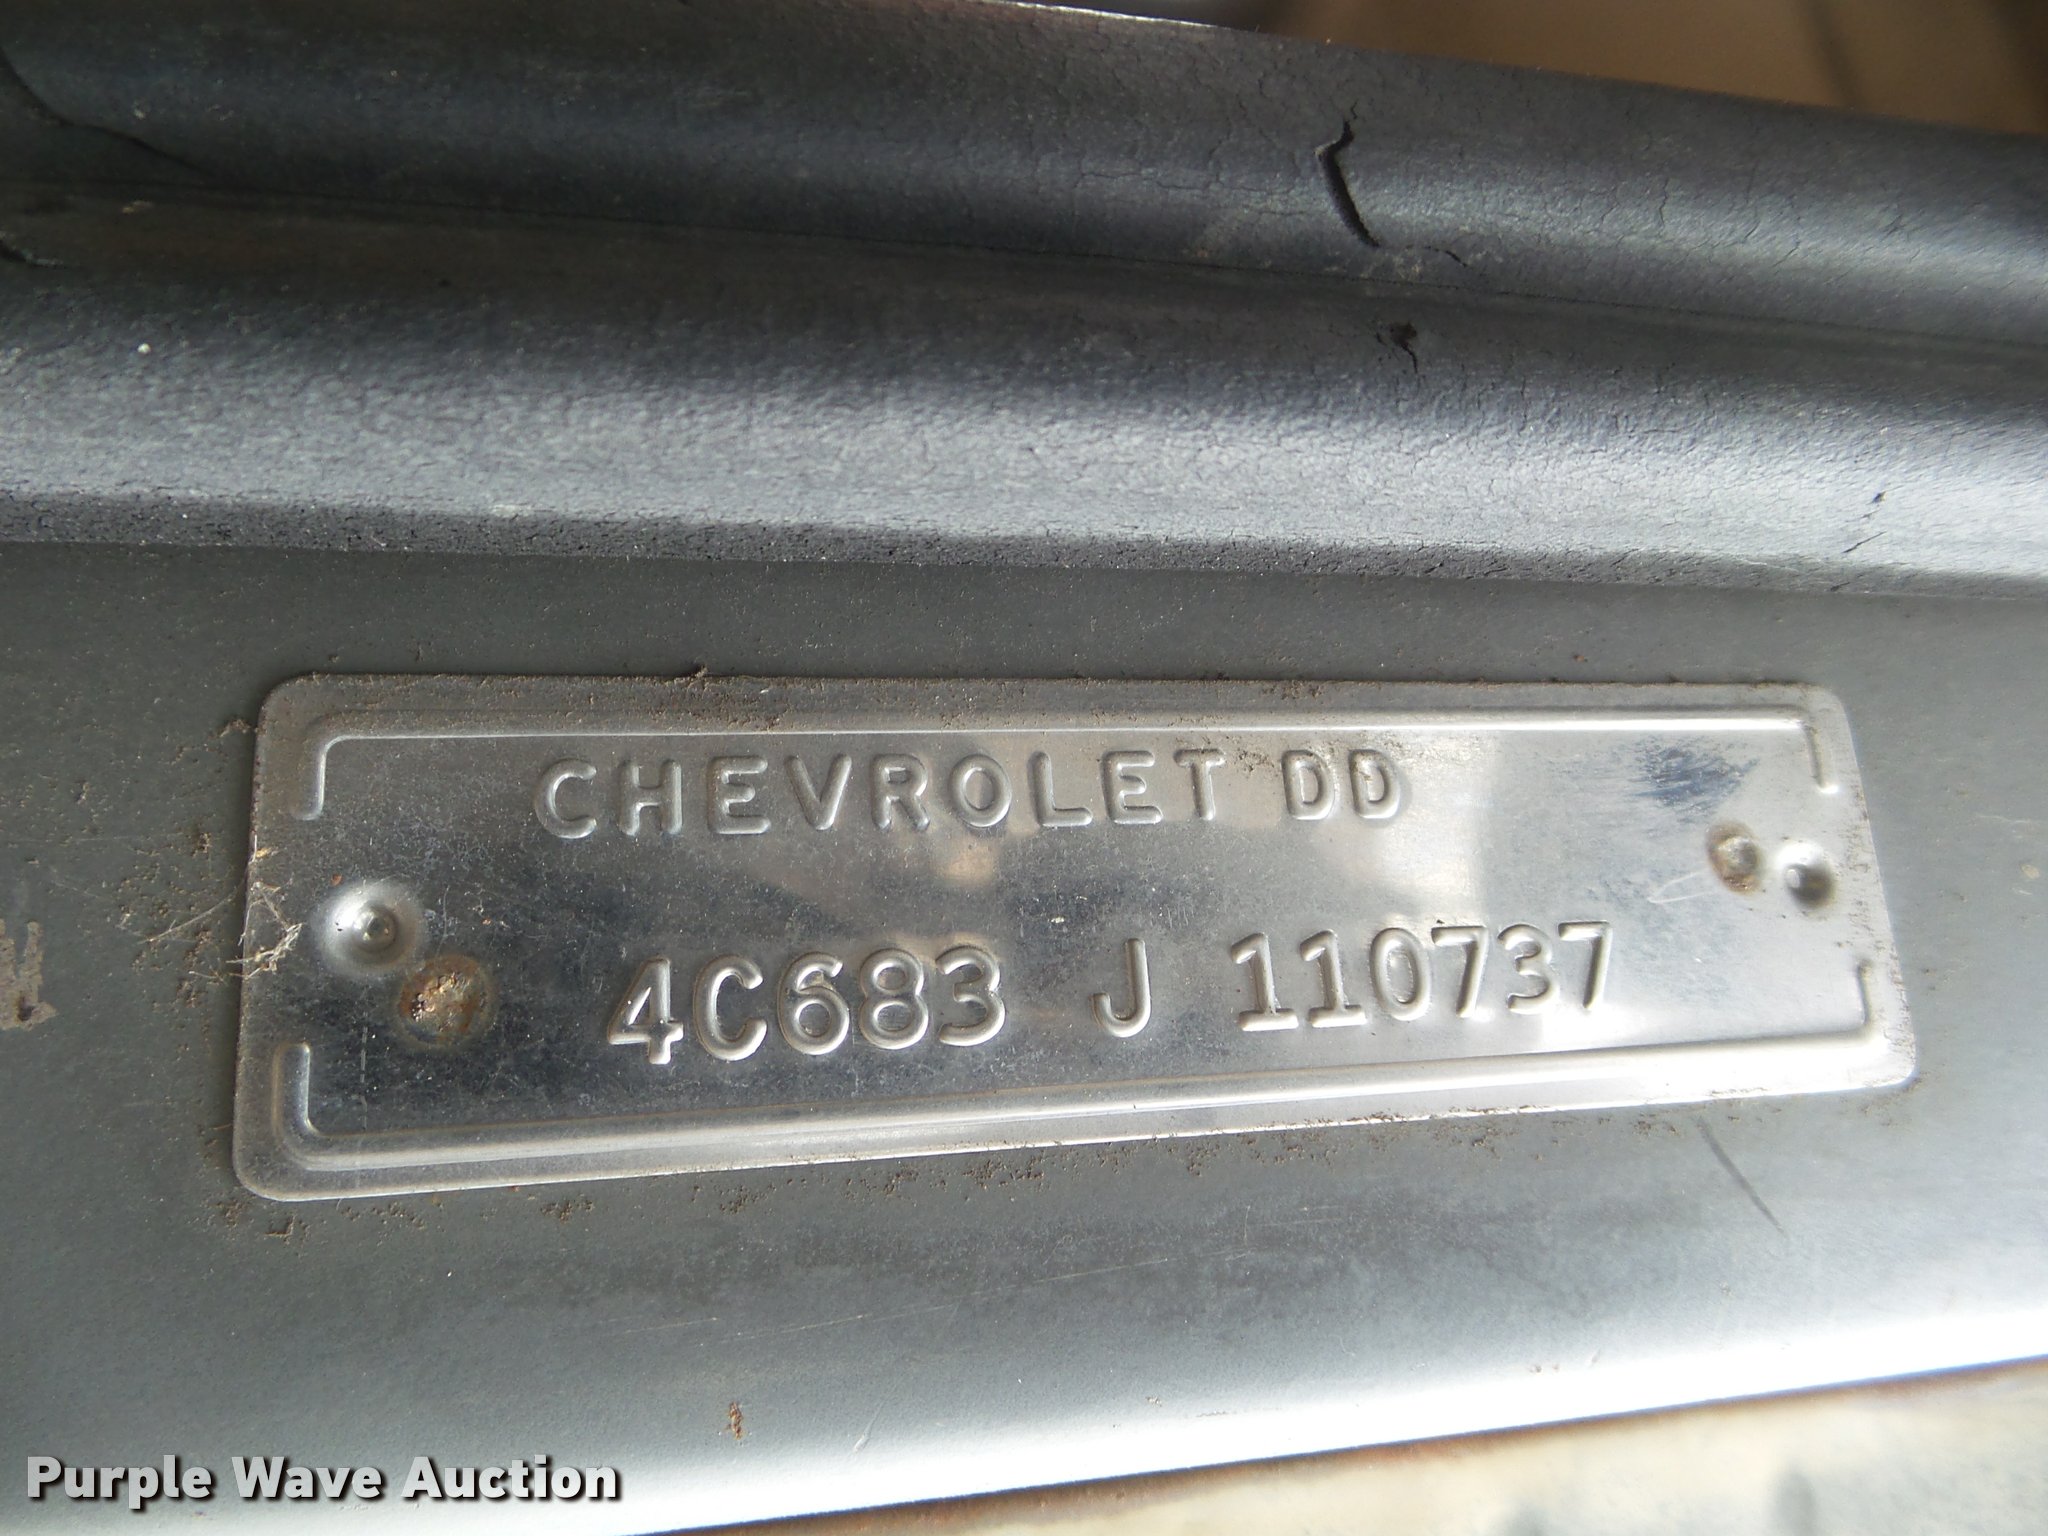 CHEVROLET DD
4C683 J 110737
Purple Wave Auction